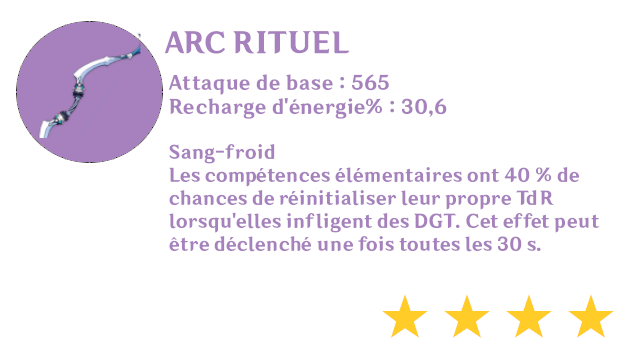 ARC RITUEL
Attaque de base : 565
Recharge d'énergie% : 30,6
Sang-froid
Les compétences élémentaires ont 40 % de
chances de réinitialiser leur propre TdR
lorsqu'elles infligent des DGT. Cet effet peut
être déclenché une fois toutes les 30 s.